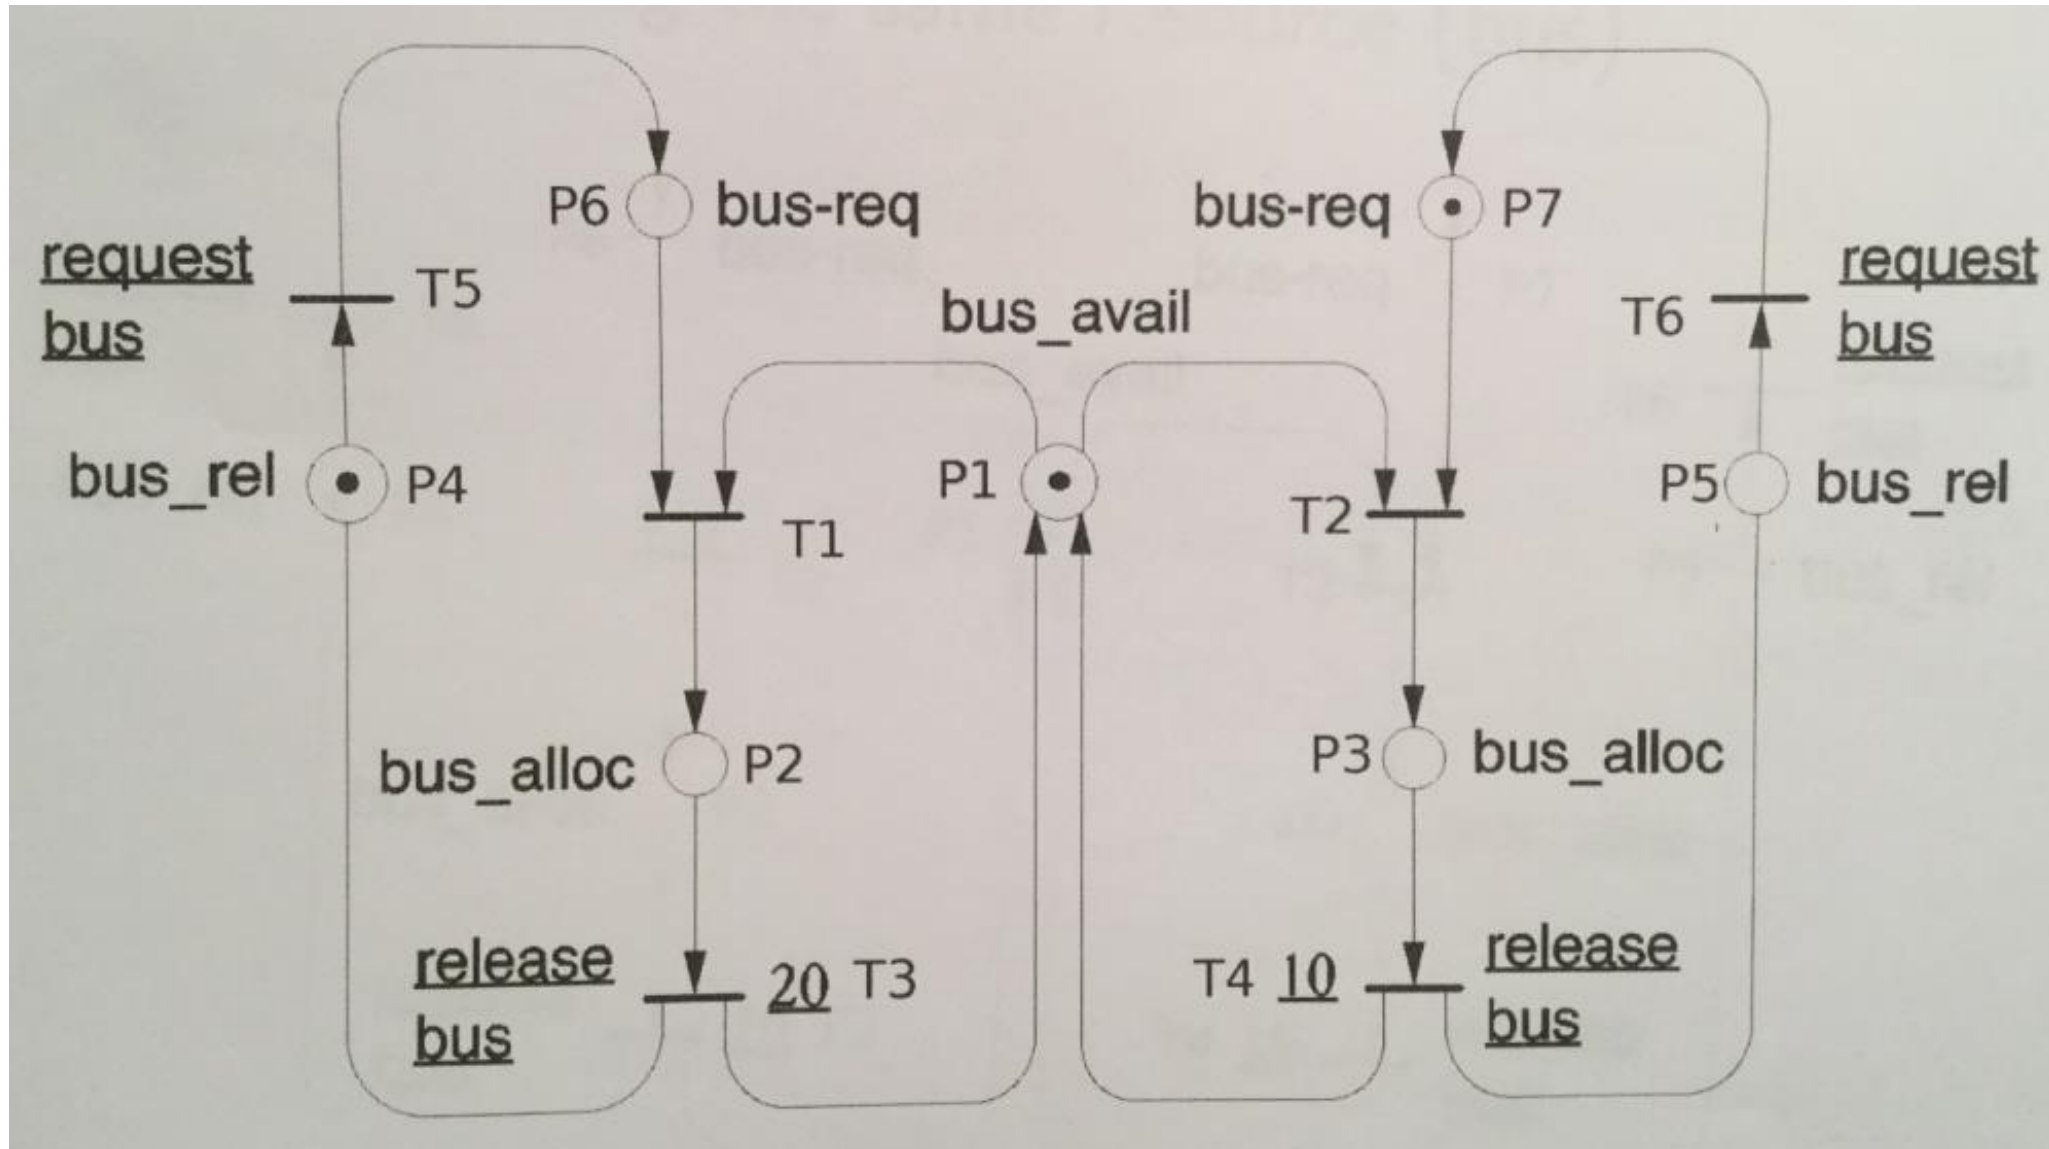 P6
bus-req
bus-req
P7
request
bus
T5
bus_avail
T6
request
bus
bus_rel
P4
P1
T1
T2
P5
bus_rel
bus_alloc
P2
P3
bus_alloc
release
bus
20 T3
T4 10
release
bus